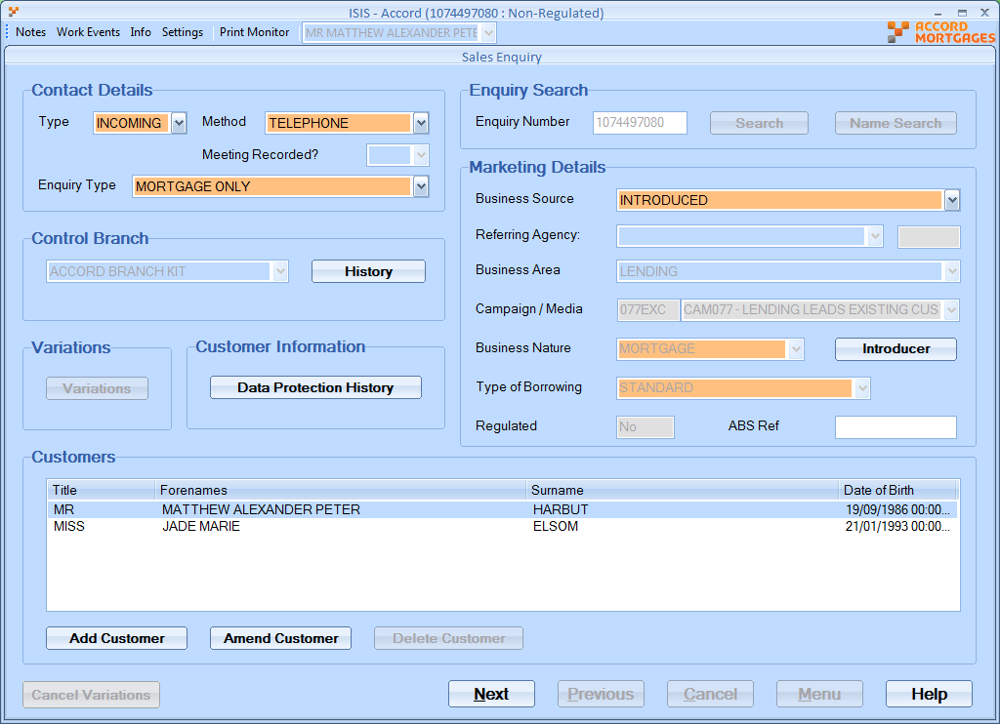 ISIS - Accord (1074497080 : Non-Regulated)
Notes Work Events Info Settings Print Monitor MR MATTHEW ALEXANDER PETE
ACCORD
MORTGAGES
Sales Enquiry
Contact Details
Type INCOMING Method TELEPHONE
Meeting Recorded?
Enquiry Type MORTGAGE ONLY
Control Branch
ACCORD BRANCH KIT History
Variations
Variations
Customer Information
Data Protection History
Enquiry Search
Enquiry Number 1074497080 Search Name Search
Marketing Details
Business Source INTRODUCED
Referring Agency:
Business Area LENDING
Campaign / Media 077EXC CAM077 - LENDING LEADS EXISTING CUS
Business Nature MORTGAGE Introducer
Type of Borrowing STANDARD
Regulated No ABS Ref
Customers
Title Forenames Surname Date of Birth
MR MATTHEW ALEXANDER PETER HARBUT 19/09/1986 00:00...
MISS JADE MARIE ELSOM 21/01/1993 00:00...
Add Customer Amend Customer Delete Customer
Cancel Variations Next Previous Cancel Menu Help